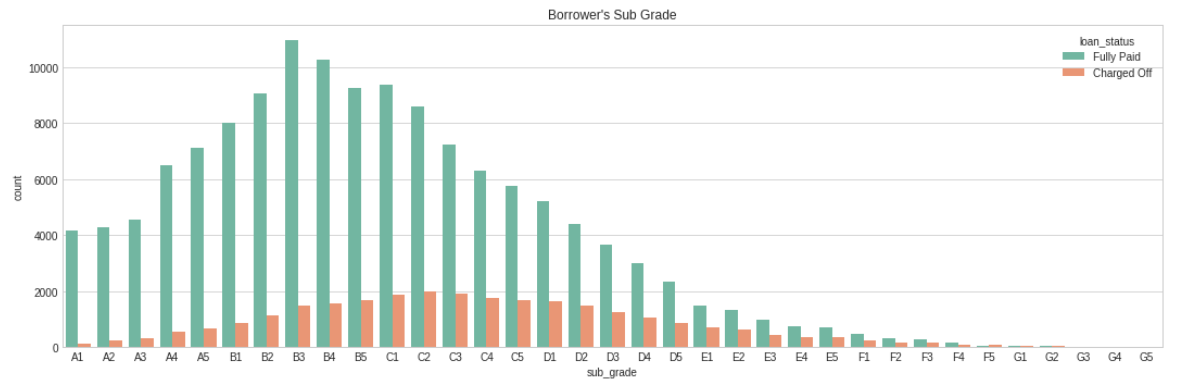 Borrower's Sub Grade
loan_status
Fully Paid
Charged Off
count
10000
8000
6000
4000
2000
0
A1 A2 A3 A4 A5 B1 B2 B3 B4 B5 C1 C2 C3 C4 C5 D1 D2 D3 D4 D5 E1 E2 E3 E4 E5 F1 F2 F3 F4 F5 G1 G2 G3 G4 G5
sub_grade